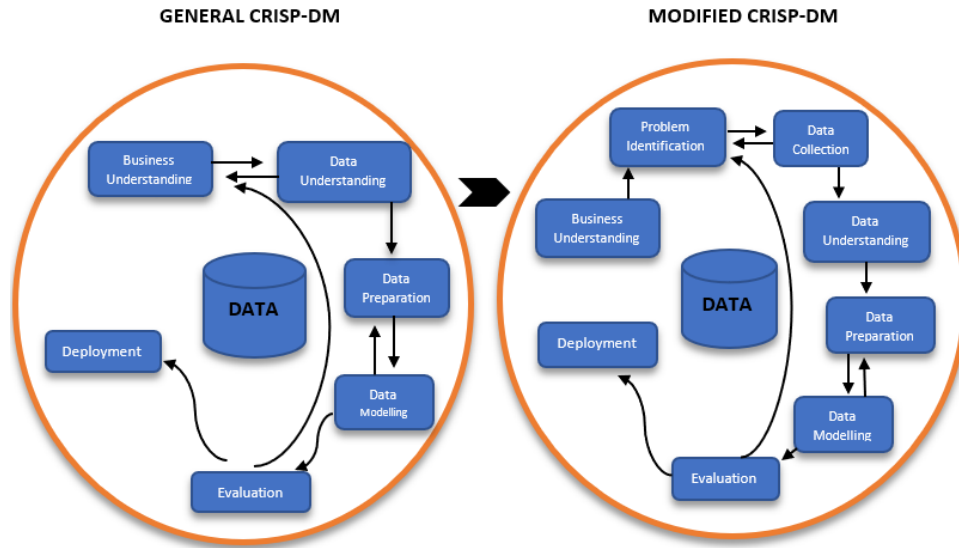 GENERAL CRISP-DM
Business
Understanding
Data
Understanding
Data
Preparation
Data
Modelling
Evaluation
Deployment
DATA
MODIFIED CRISP-DM
Problem
Identification
Data
Collection
Business
Understanding
Data
Understanding
Data
Preparation
Data
Modelling
Evaluation
Deployment
DATA